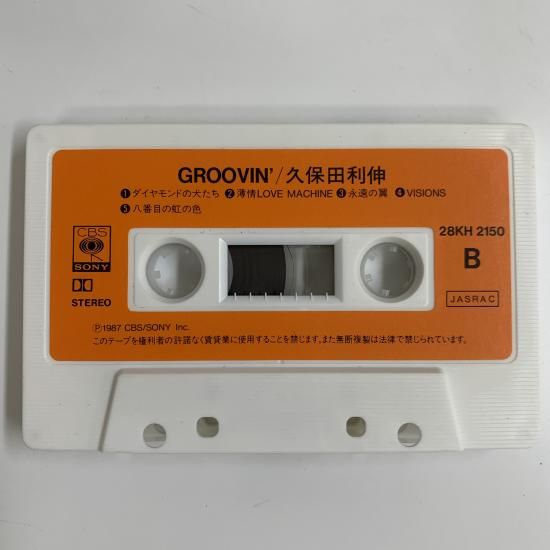 GROOVIN'/久保田利伸
❶ダイヤモンドの犬たち ❷薄情LOVE MACHINE ❸永遠の翼 ❹VISIONS
❺八番目の虹の色
28KH 2150
B
CBS
SONY
STEREO
JASRAC
Ⓟ1987 CBS/SONY Inc.
このテープを権利者の許諾なく賃貸業に使用することを禁じます。また無断複製は法律で禁じられています。